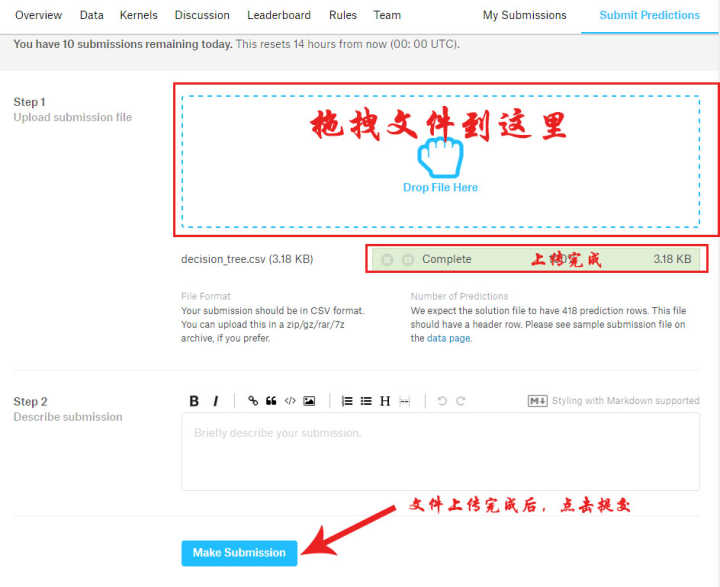 Overview Data Kernels Discussion Leaderboard Rules Team My Submissions Submit Predictions
You have 10 submissions remaining today. This resets 14 hours from now (00: 00 UTC).
Step 1
Upload submission file
拖拽文件到这里
Drop File Here
decision_tree.csv (3.18 KB)
Complete 上传完成 3.18 KB
File Format
Your submission should be in CSV format.
You can upload this in a zip/gz/rar/7z
archive, if you prefer.
Number of Predictions
We expect the solution file to have 418 prediction rows. This file
should have a header row. Please see sample submission file on
the data page.
Step 2
Describe submission
B I H M Styling with Markdown supported
Briefly describe your submission.
文件上传完成后，点击提交
Make Submission